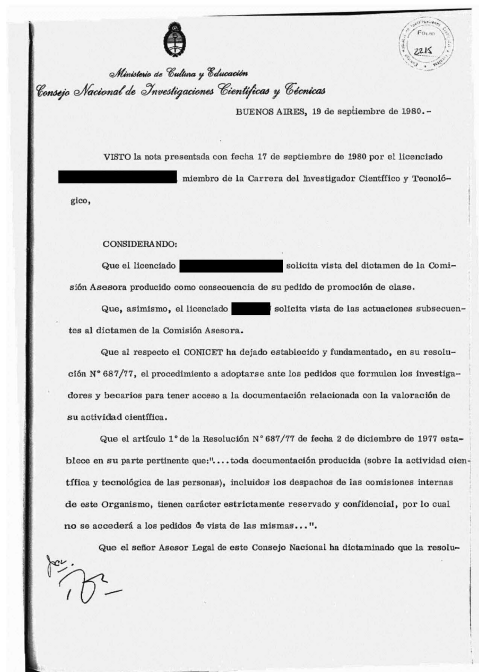 FOLIO
2215
Ministerio de Cultura y Educación
Consejo Nacional de Investigaciones Científicas y Técnicas
BUENOS AIRES, 19 de septiembre de 1980.-
VISTO la nota presentada con fecha 17 de septiembre de 1980 por el licenciado
miembro de la Carrera del Investigador Científico y Tecnoló-
gico,
CONSIDERANDO:
Que el licenciado solicita vista del dictamen de la Comi-
sión Asesora producido como consecuencia de su pedido de promoción de clase.
Que, asimismo, el licenciado solicita vista de las actuaciones subsecuen-
tes al dictamen de la Comisión Asesora.
Que al respecto el CONICET ha dejado establecido y fundamentado, en su resolu-
ción N° 687/77, el procedimiento a adoptarse ante los pedidos que formulen los investiga-
dores y becarios para tener acceso a la documentación relacionada con la valoración de
su actividad científica.
Que el artículo 1° de la Resolución N° 687/77 de fecha 2 de diciembre de 1977 esta-
blece en su parte pertinente que:"....toda documentación producida (sobre la actividad cien-
tífica y tecnológica de las personas), incluidos los despachos de las comisiones internas
de este Organismo, tienen carácter estrictamente reservado y confidencial, por lo cual
no se accederá a los pedidos de vista de las mismas...".
Que el señor Asesor Legal de este Consejo Nacional ha dictaminado que la resolu-